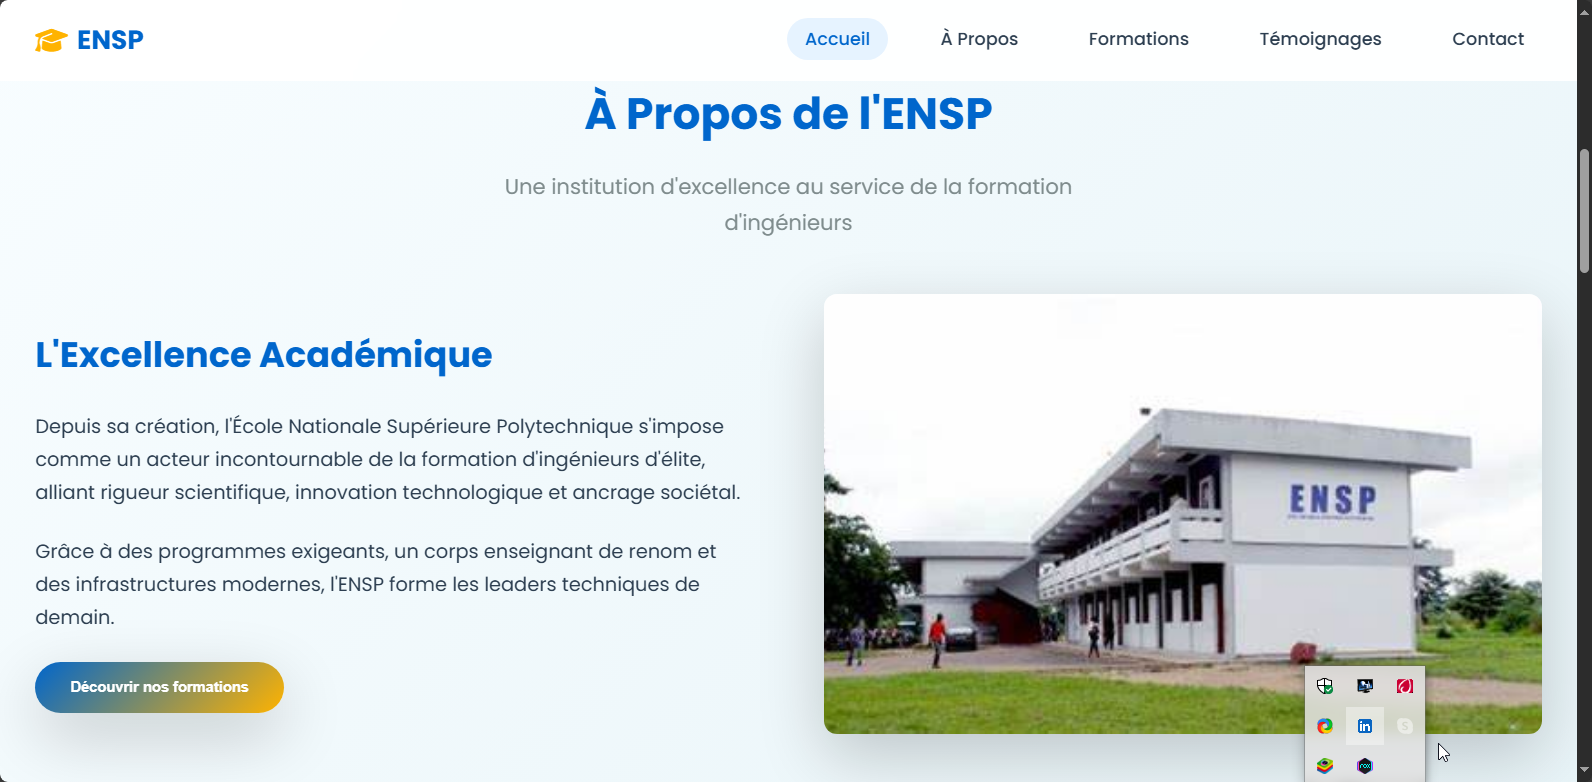 ENSP
Accueil
À Propos
Formations
Témoignages
Contact
À Propos de l'ENSP
Une institution d'excellence au service de la formation
d'ingénieurs
L'Excellence Académique
Depuis sa création, l'École Nationale Supérieure Polytechnique s'impose
comme un acteur incontournable de la formation d'ingénieurs d'élite,
alliant rigueur scientifique, innovation technologique et ancrage sociétal.
Grâce à des programmes exigeants, un corps enseignant de renom et
des infrastructures modernes, l'ENSP forme les leaders techniques de
demain.
Découvrir nos formations
ENSP
in
S